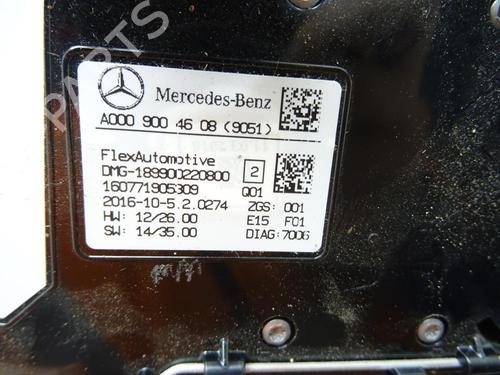 Mercedes-Benz
A000 900 46 08 (9051)
FlexAutomotive
DMG-189900220800 2
160771905309 Q01
2016-10-5.2.0274 ZGS: 001
HW: 12/26.00 E15 F01
SW: 14/35.00 DIAG:7006
PARTS